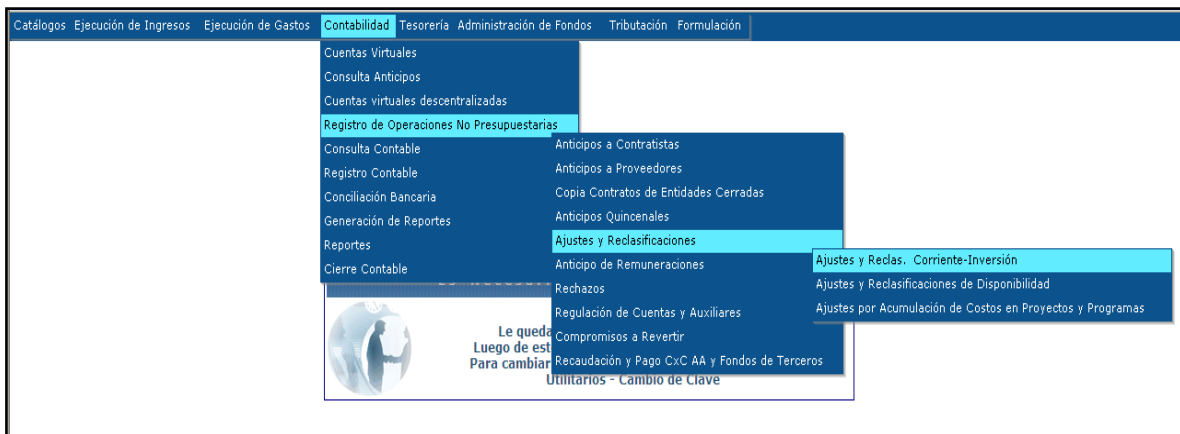 Catálogos Ejecución de Ingresos Ejecución de Gastos Contabilidad Tesorería Administración de Fondos Tributación Formulación
Cuentas Virtuales
Consulta Anticipos
Cuentas virtuales descentralizadas
Registro de Operaciones No Presupuestarias
Consulta Contable
Registro Contable
Conciliación Bancaria
Generación de Reportes
Reportes
Cierre Contable
Anticipos a Contratistas
Anticipos a Proveedores
Copia Contratos de Entidades Cerradas
Anticipos Quincenales
Ajustes y Reclasificaciones
Anticipo de Remuneraciones
Rechazos
Regulación de Cuentas y Auxiliares
Compromisos a Revertir
Recaudación y Pago CxC AA y Fondos de Terceros
Ajustes y Reclas. Corriente-Inversión
Ajustes y Reclasificaciones de Disponibilidad
Ajustes por Acumulación de Costos en Proyectos y Programas
Le queda
Luego de est
Para cambiar
Utilitarios - Cambio de Clave